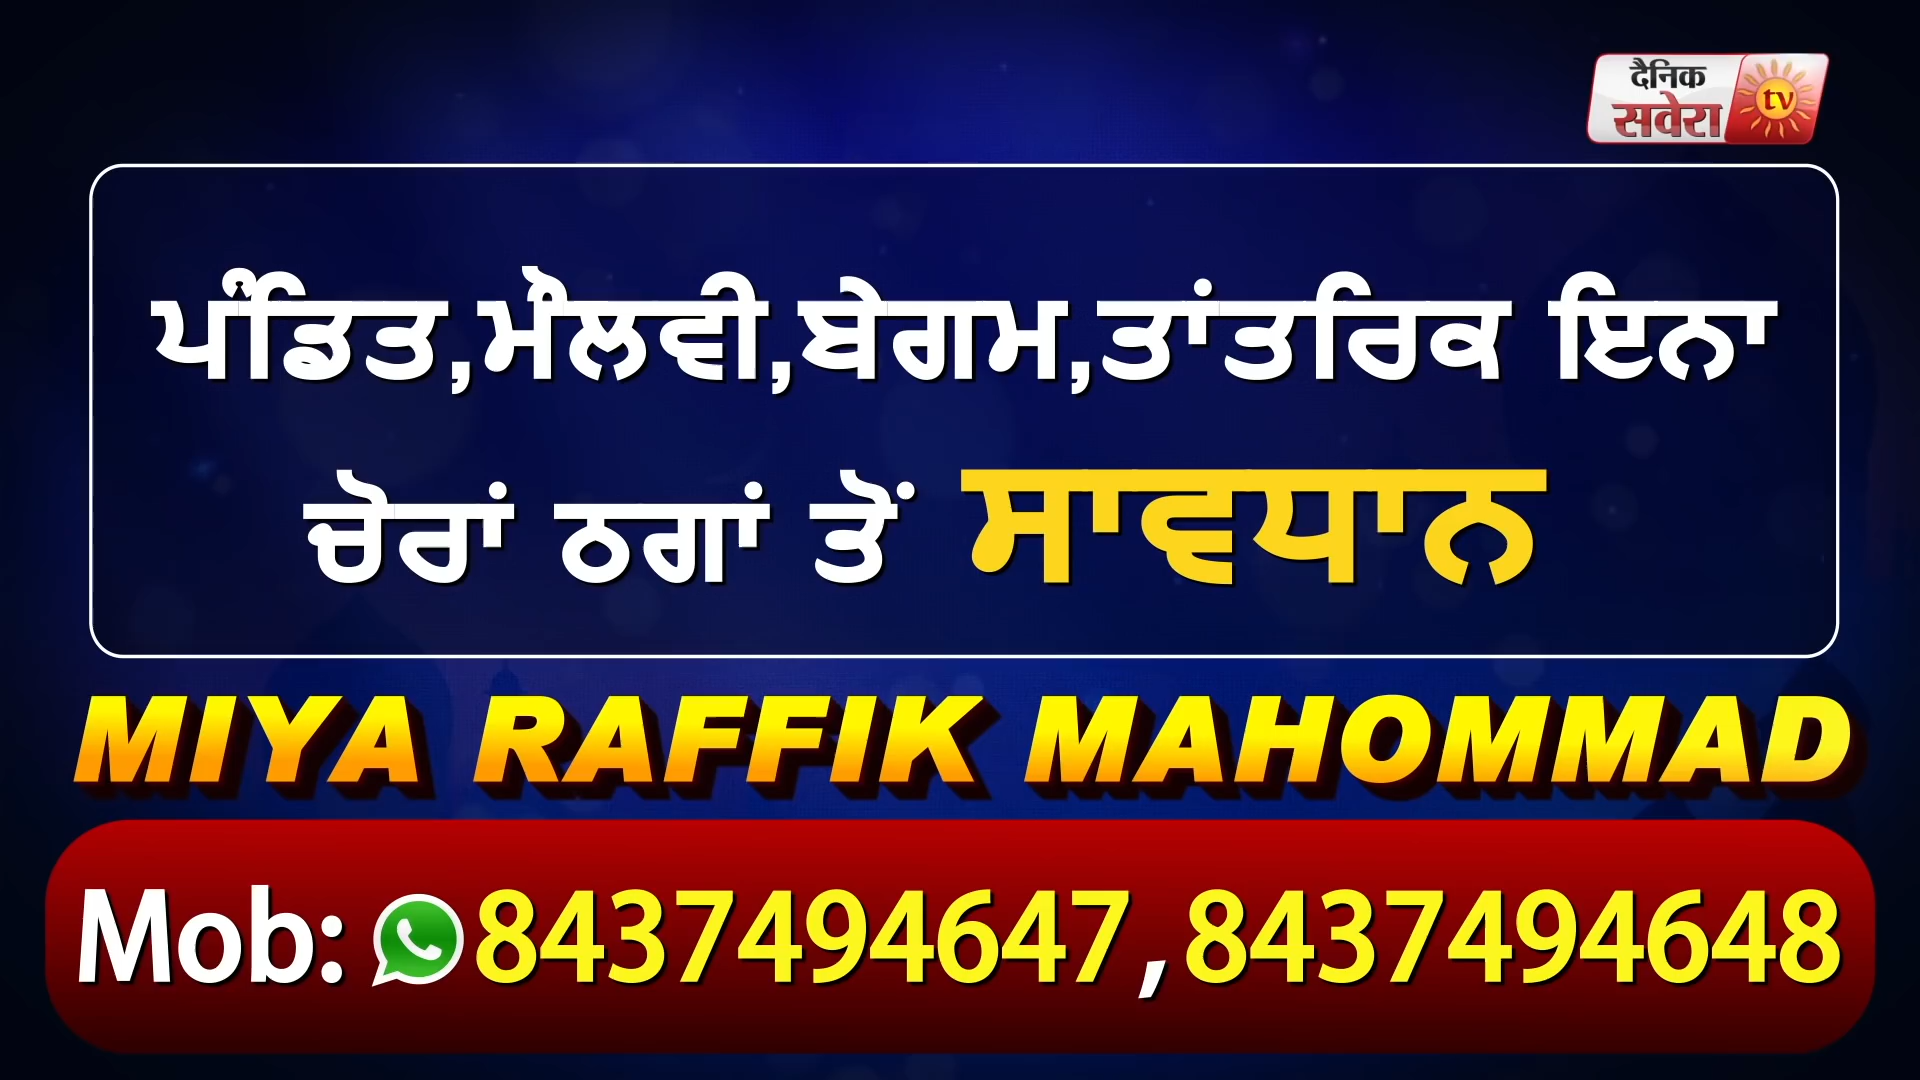 दैनिक
सवेरा tv
ਪੰਡਿਤ,ਮੌਲਵੀ,ਬੇਗਮ,ਤਾਂਤਰਿਕ ਇਨਾ
ਚੋਰਾਂ ਠਗਾਂ ਤੋਂ ਸਾਵਧਾਨ
MIYA RAFFIK MAHOMMAD
Mob: 8437494647, 8437494648